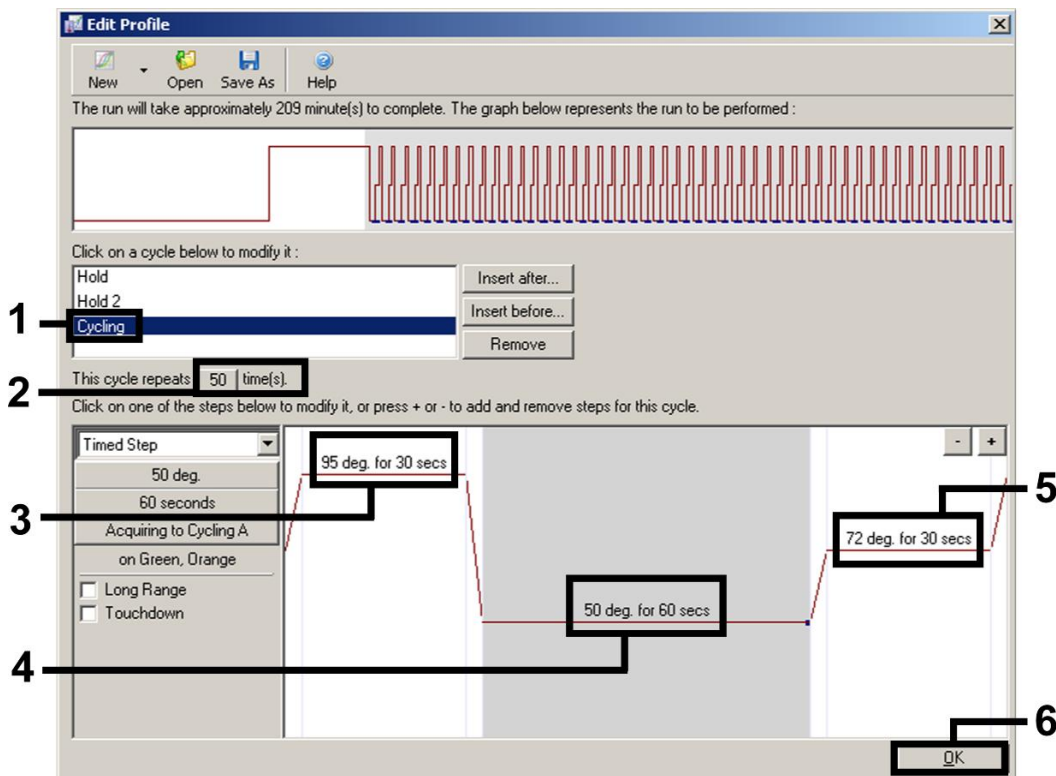 Edit Profile
New Open Save As Help
The run will take approximately 209 minute(s) to complete. The graph below represents the run to be performed :
Click on a cycle below to modify it :
Hold
Hold 2
Cycling
Insert after...
Insert before...
Remove
1
This cycle repeats 50 time(s).
2
Click on one of the steps below to modify it, or press + or - to add and remove steps for this cycle.
Timed Step
50 deg.
60 seconds
Acquiring to Cycling A
on Green, Orange
Long Range
Touchdown
- +
95 deg. for 30 secs
3
50 deg. for 60 secs
4
72 deg. for 30 secs
5
6
OK